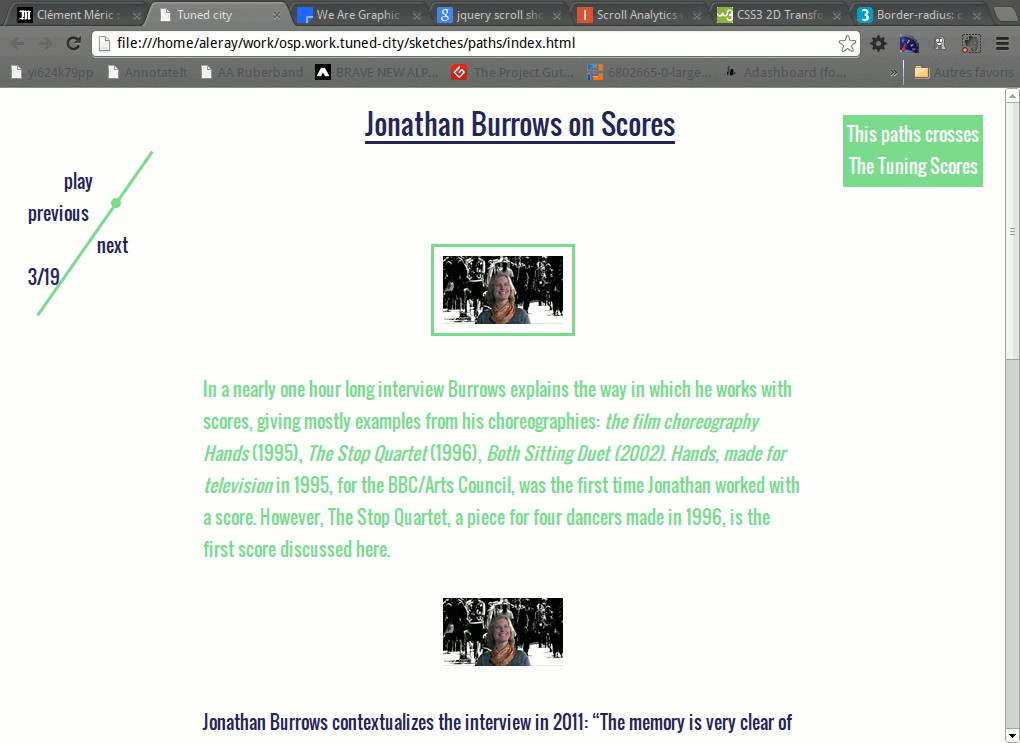 Clément Méric :
Tuned city
We Are Graphic
jquery scroll sho
Scroll Analytics
CSS3 2D Transfo
Border-radius: c
file:///home/aleray/work/osp.work.tuned-city/sketches/paths/index.html
yi624k79pp
AnnotateIt
AA Ruberband
BRAVE NEW ALP...
The Project Gut...
6802665-0-large...
Adashboard (fo...
»
Autres favoris
Jonathan Burrows on Scores
This paths crosses
The Tuning Scores
play
previous
next
3/19
In a nearly one hour long interview Burrows explains the way in which he works with
scores, giving mostly examples from his choreographies: the film choreography
Hands (1995), The Stop Quartet (1996), Both Sitting Duet (2002). Hands, made for
television in 1995, for the BBC/Arts Council, was the first time Jonathan worked with
a score. However, The Stop Quartet, a piece for four dancers made in 1996, is the
first score discussed here.
Jonathan Burrows contextualizes the interview in 2011: “The memory is very clear of